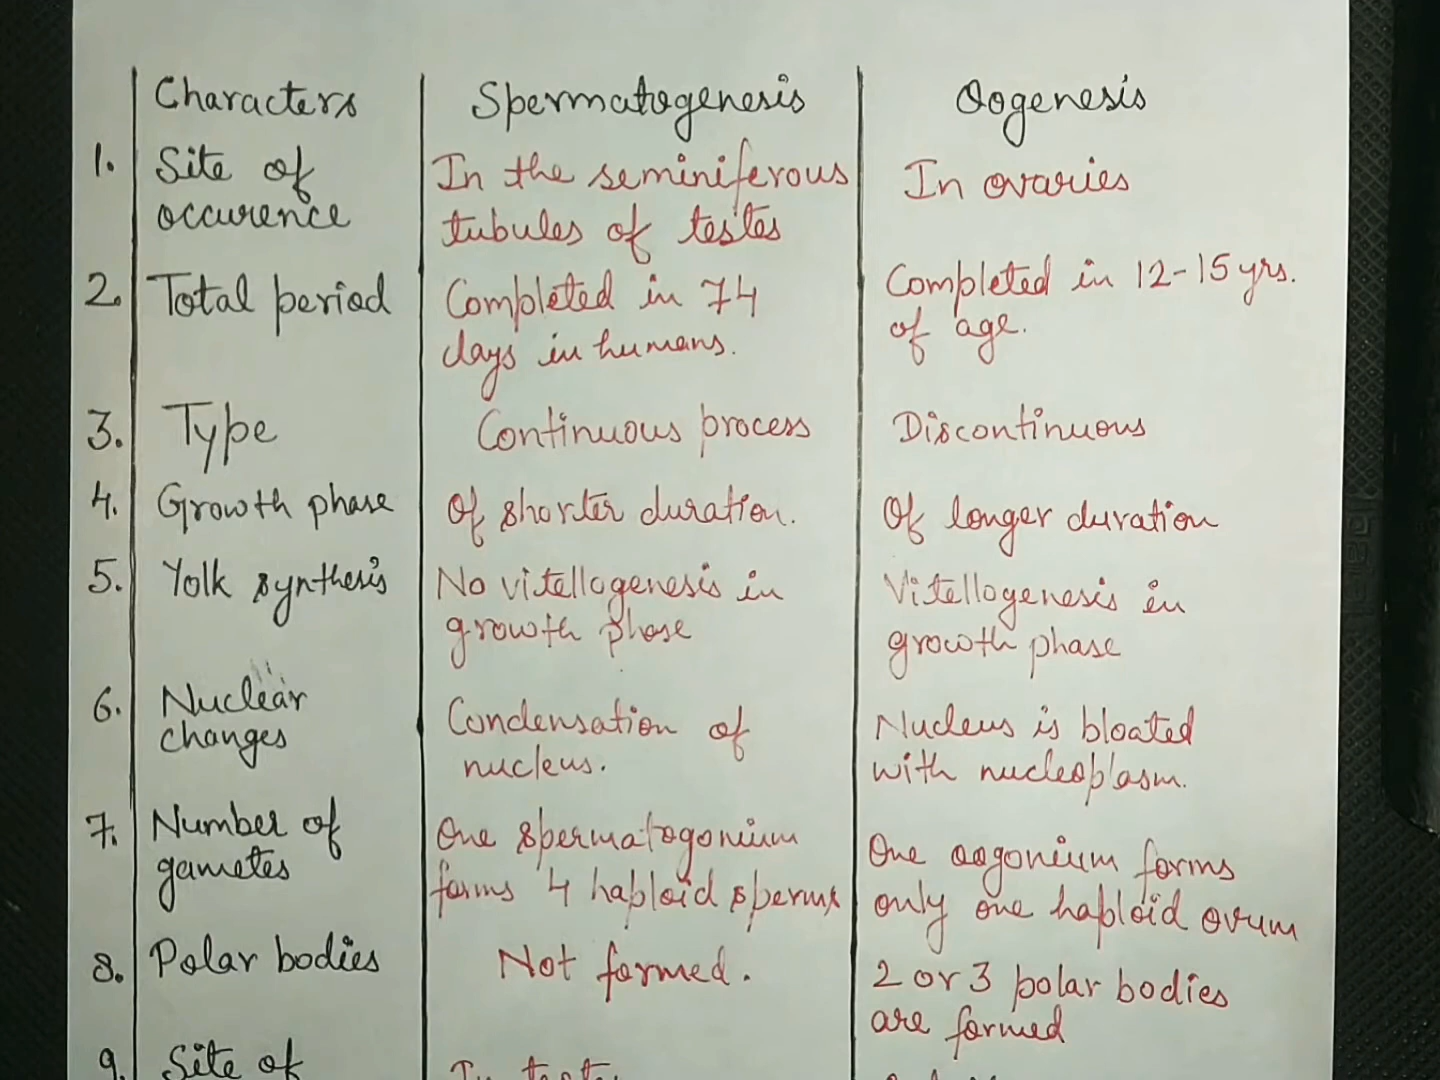 Characters Spermatogenesis Oogenesis
1. Site of In the seminiferous In ovaries
occurence tubules of testes
2. Total period Completed in 74 Completed in 12-15 yrs.
days in humans. of age.
3. Type Continuous process Discontinuous
4. Growth phase Of shorter duration. Of longer duration
5. Yolk synthesis No vitellogenesis in Vitellogenesis in
growth phase growth phase
6. Nuclear Condensation of Nucleus is bloated
changes nucleus. with nucleoplasm.
7. Number of One spermatogonium One oogonium forms
gametes forms 4 haploid sperms only one haploid ovum
8. Polar bodies Not formed. 2 or 3 polar bodies
are formed
9. Site of In